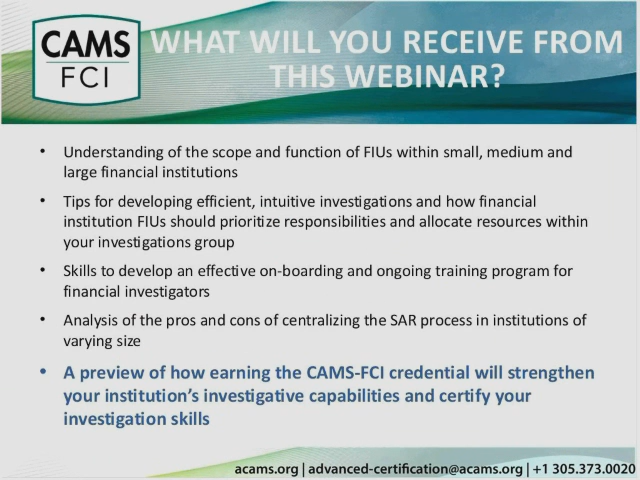 CAMS
FCI
WHAT WILL YOU RECEIVE FROM
THIS WEBINAR?
• Understanding of the scope and function of FIUs within small, medium and
large financial institutions
• Tips for developing efficient, intuitive investigations and how financial
institution FIUs should prioritize responsibilities and allocate resources within
your investigations group
• Skills to develop an effective on-boarding and ongoing training program for
financial investigators
• Analysis of the pros and cons of centralizing the SAR process in institutions of
varying size
• A preview of how earning the CAMS-FCI credential will strengthen
your institution’s investigative capabilities and certify your
investigation skills
acams.org | advanced-certification@acams.org | +1 305.373.0020